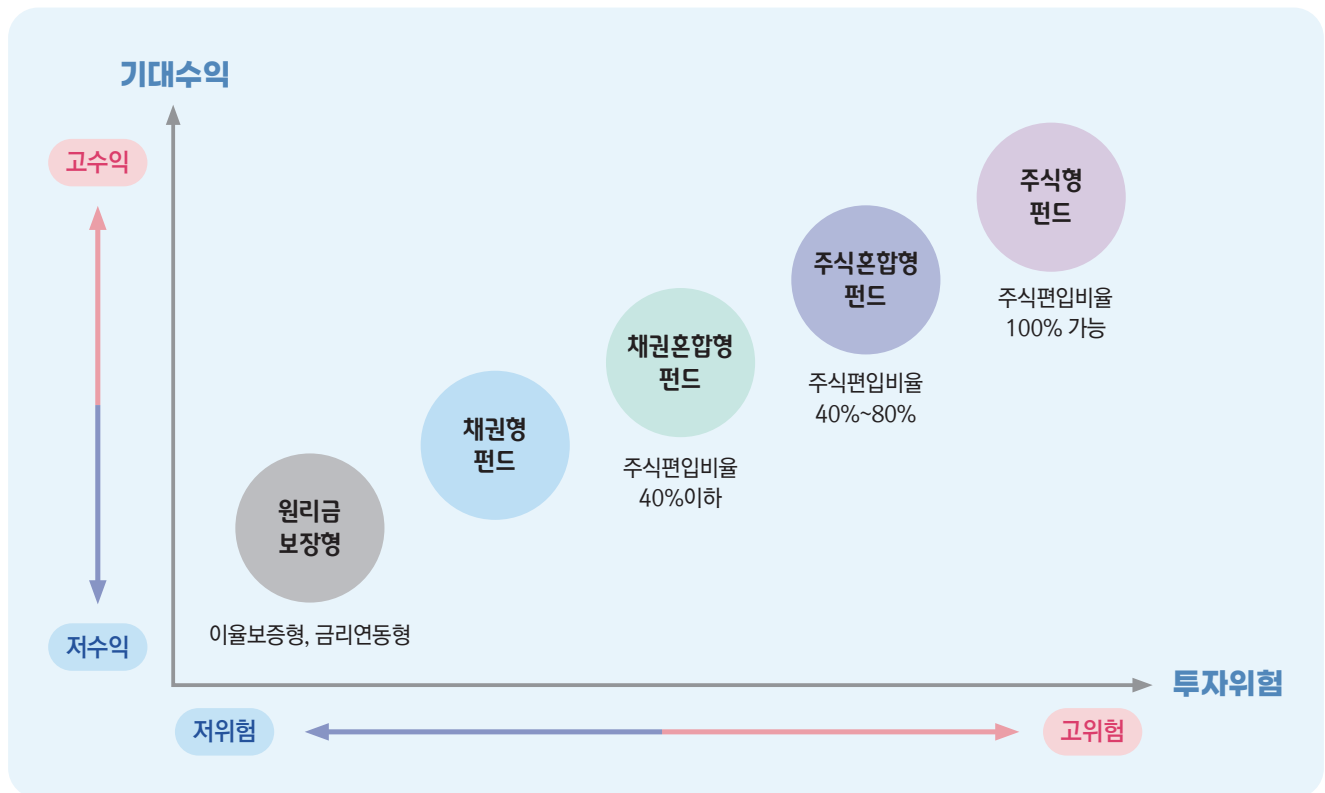 기대수익
고수익
주식형
펀드
주식편입비율
100% 가능
주식혼합형
펀드
주식편입비율
40%~80%
채권혼합형
펀드
주식편입비율
40%이하
채권형
펀드
원리금
보장형
이율보증형, 금리연동형
저수익
투자위험
저위험
고위험